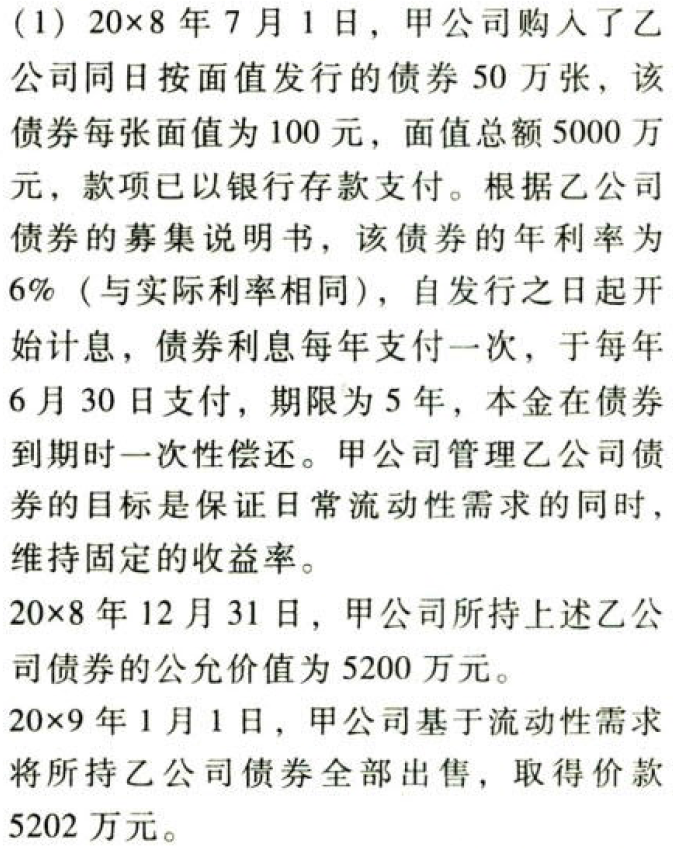 (1) 20×8 年 7 月 1 日，甲公司购入了乙
公司同日按面值发行的债券 50 万张，该
债券每张面值为 100 元，面值总额 5000 万
元，款项已以银行存款支付。根据乙公司
债券的募集说明书，该债券的年利率为
6%（与实际利率相同），自发行之日起开
始计息，债券利息每年支付一次，于每年
6 月 30 日支付，期限为 5 年，本金在债券
到期时一次性偿还。甲公司管理乙公司债
券的目标是保证日常流动性需求的同时，
维持固定的收益率。
20×8 年 12 月 31 日，甲公司所持上述乙公
司债券的公允价值为 5200 万元。
20×9 年 1 月 1 日，甲公司基于流动性需求
将所持乙公司债券全部出售，取得价款
5202 万元。